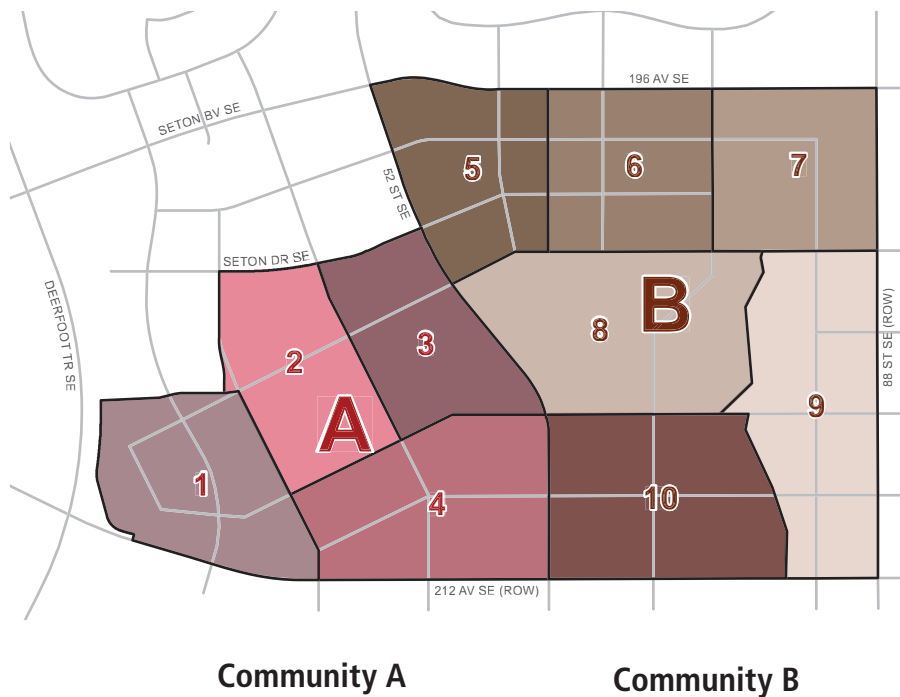 196 AV SE
SETON BV SE
5
6
7
52 ST SE
SETON DR SE
DEERFOOT TR SE
B
88 ST SE (ROW)
8
3
2
9
A
1
4
10
212 AV SE (ROW)
Community A
Community B